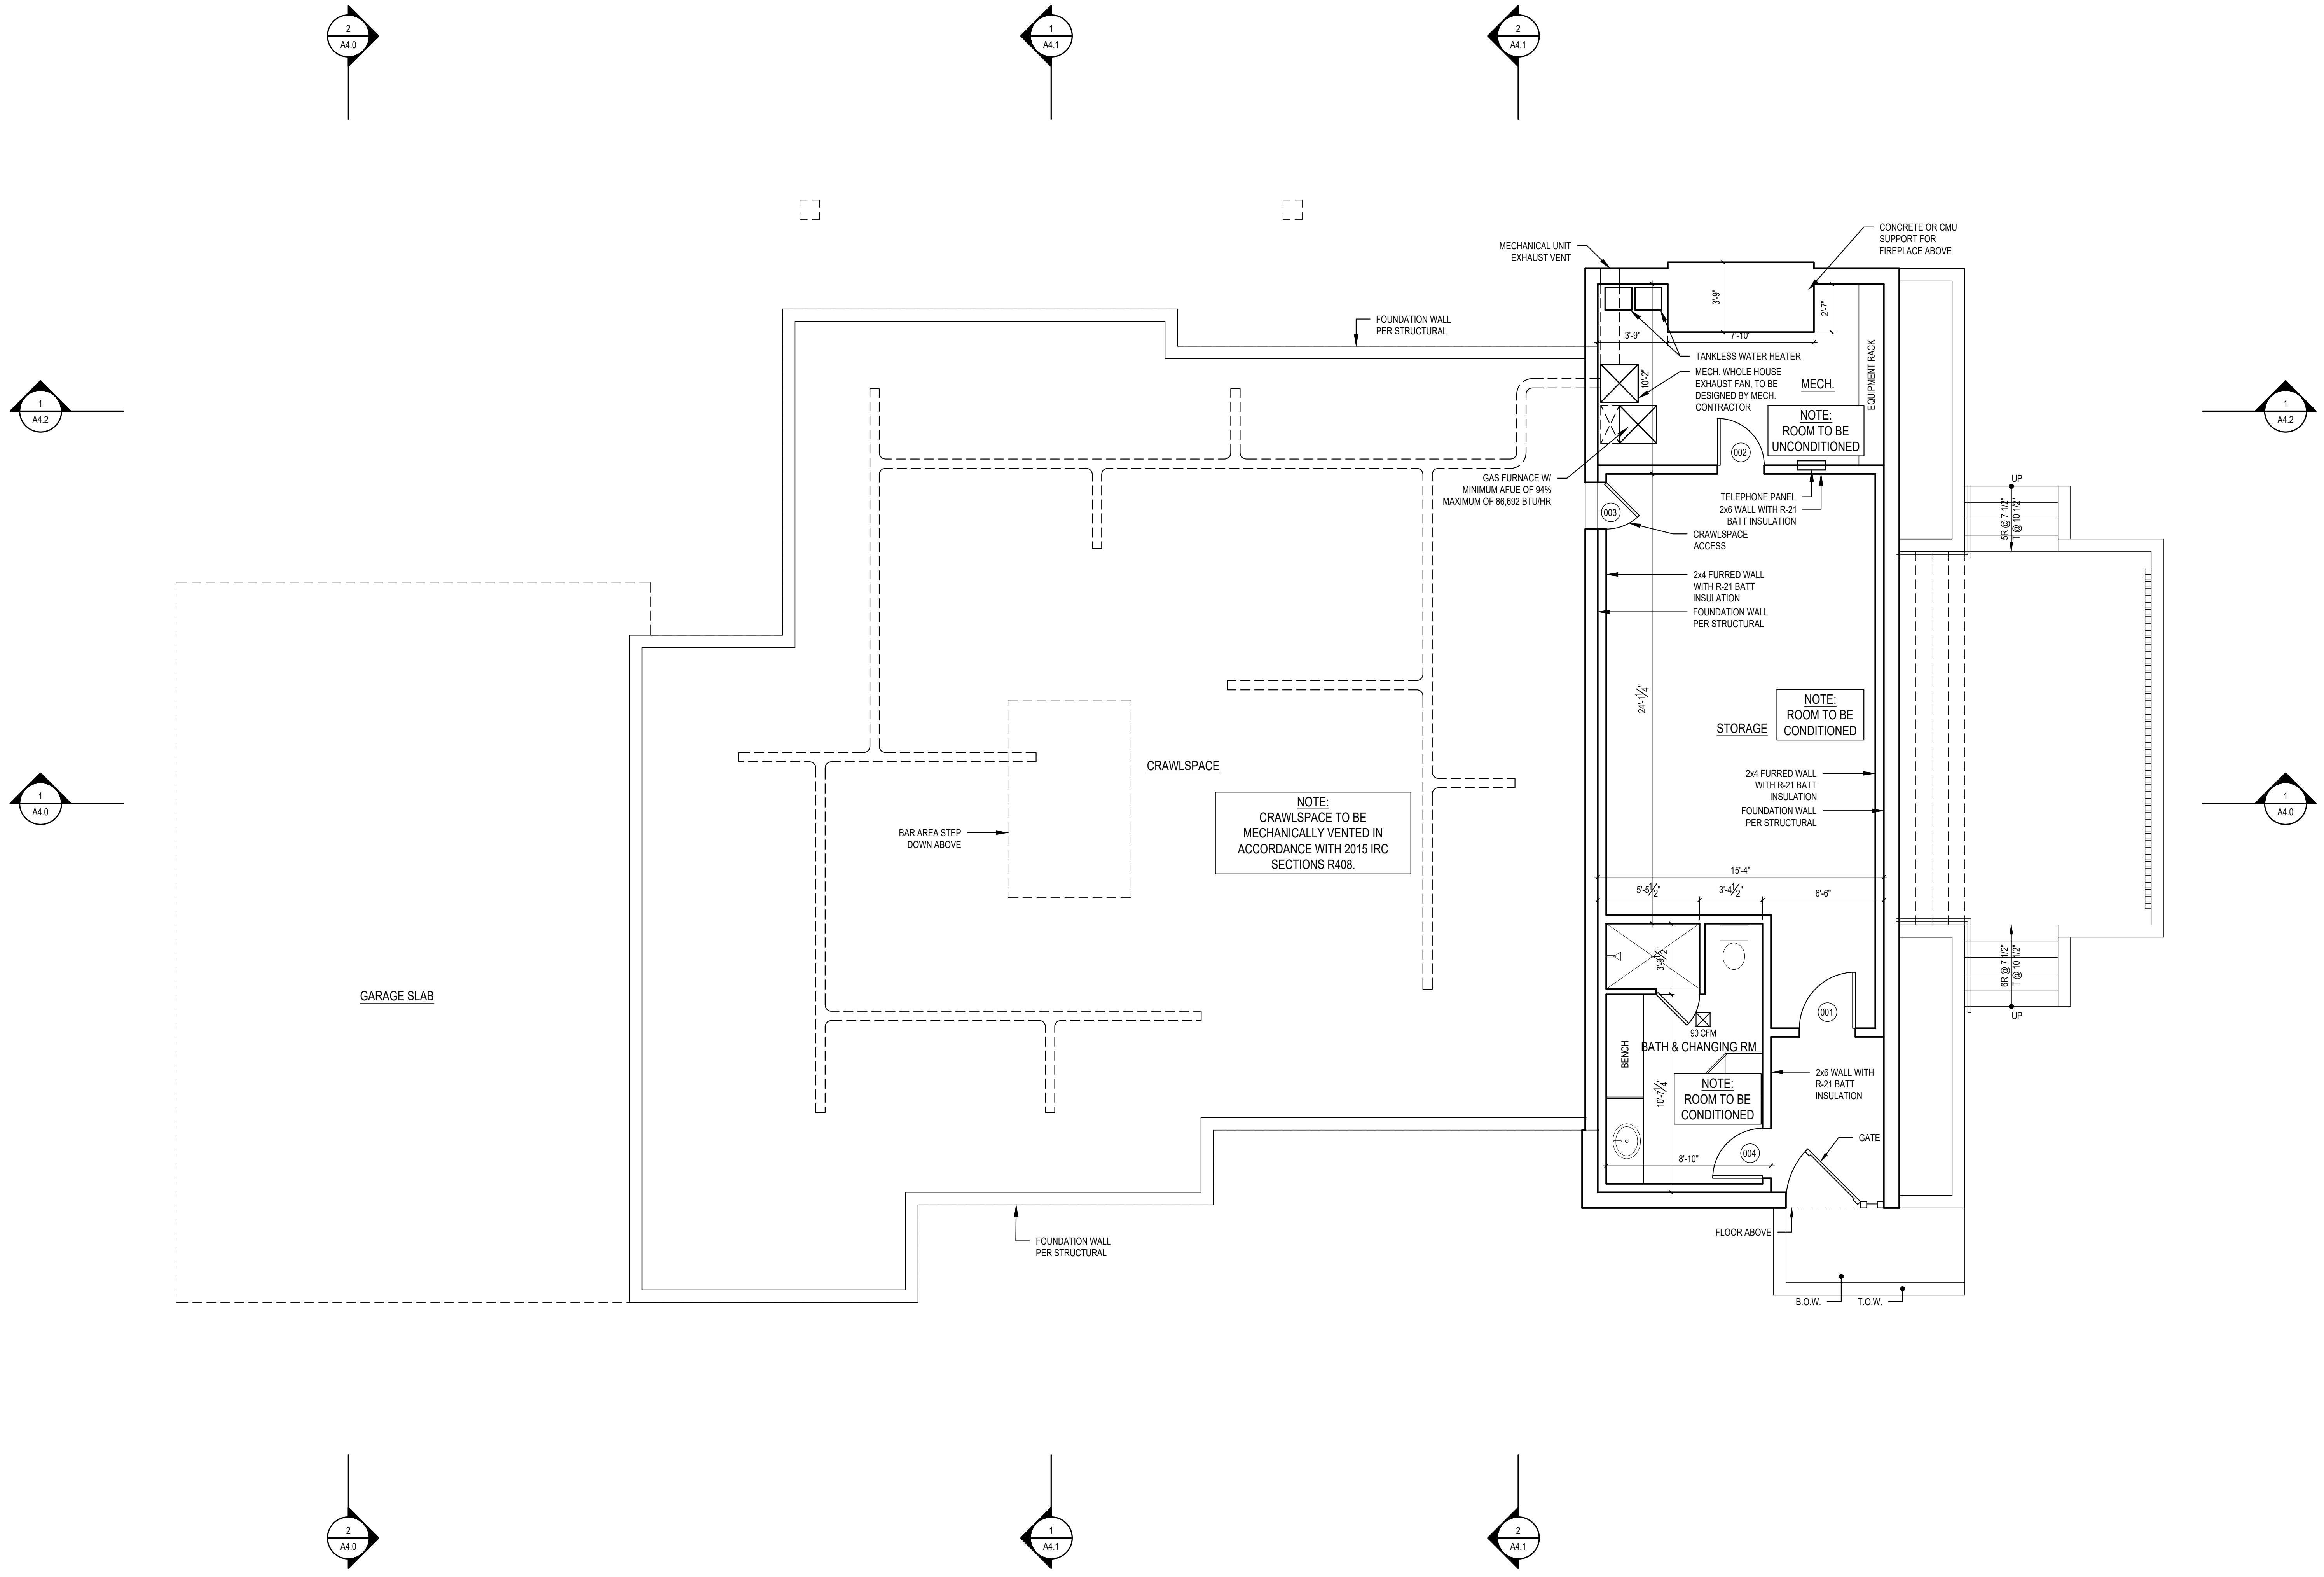 2
A4.0
1
A4.1
2
A4.1
CONCRETE OR CMU
SUPPORT FOR
FIREPLACE ABOVE
MECHANICAL UNIT
EXHAUST VENT
3'-9"
2'-7"
FOUNDATION WALL
PER STRUCTURAL
3'-9"
7'-10"
TANKLESS WATER HEATER
MECH. WHOLE HOUSE
EXHAUST FAN, TO BE
DESIGNED BY MECH.
CONTRACTOR
10'-2"
MECH.
EQUIPMENT RACK
1
A4.2
1
A4.2
NOTE:
ROOM TO BE
UNCONDITIONED
002
GAS FURNACE W/
MINIMUM AFUE OF 94%
MAXIMUM OF 86,692 BTU/HR
TELEPHONE PANEL
2x6 WALL WITH R-21
BATT INSULATION
003
CRAWLSPACE
ACCESS
UP
5R @ 7 1/2"
T @ 10 1/2"
2x4 FURRED WALL
WITH R-21 BATT
INSULATION
FOUNDATION WALL
PER STRUCTURAL
24'-1 1/4"
NOTE:
ROOM TO BE
CONDITIONED
STORAGE
CRAWLSPACE
2x4 FURRED WALL
WITH R-21 BATT
INSULATION
FOUNDATION WALL
PER STRUCTURAL
1
A4.0
1
A4.0
NOTE:
CRAWLSPACE TO BE
MECHANICALLY VENTED IN
ACCORDANCE WITH 2015 IRC
SECTIONS R408.
BAR AREA STEP
DOWN ABOVE
15'-4"
5'-5 1/2"
3'-4 1/2"
6'-6"
3'-9 1/2"
6R @ 7 1/2"
T @ 10 1/2"
UP
GARAGE SLAB
001
90 CFM
BATH & CHANGING RM
BENCH
NOTE:
ROOM TO BE
CONDITIONED
10'-7 1/4"
2x6 WALL WITH
R-21 BATT
INSULATION
GATE
004
8'-10"
FLOOR ABOVE
FOUNDATION WALL
PER STRUCTURAL
B.O.W.
T.O.W.
2
A4.0
1
A4.1
2
A4.1